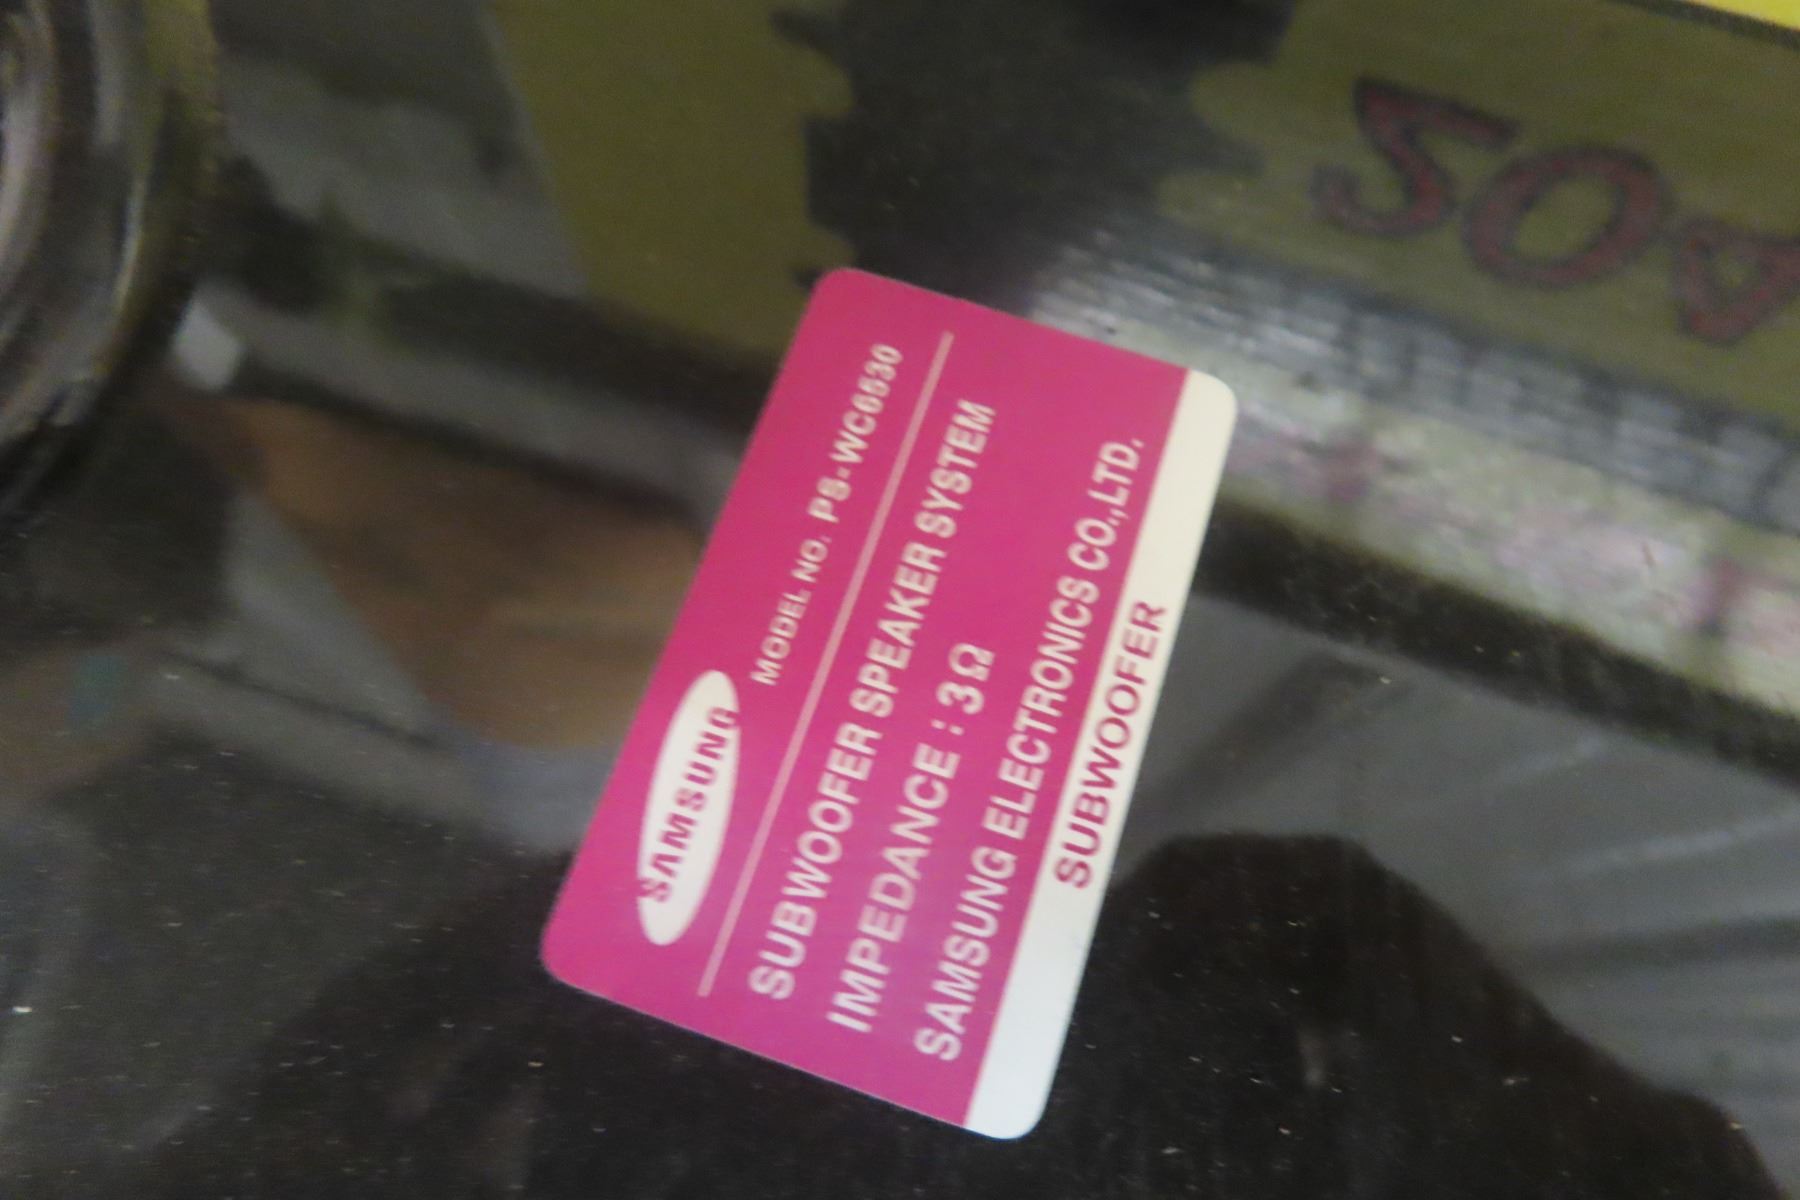 SAMSUNG
MODEL NO. PS-WC6530
SUBWOOFER SPEAKER SYSTEM
IMPEDANCE : 3Ω
SAMSUNG ELECTRONICS CO.,LTD.
SUBWOOFER